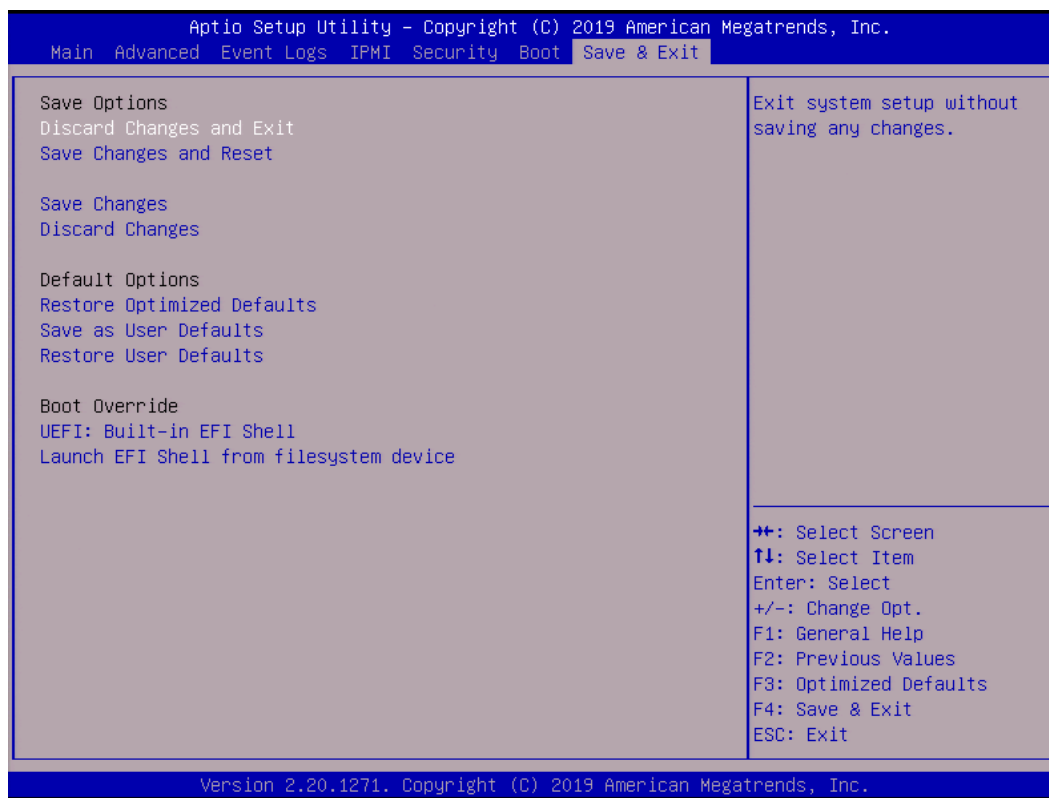 Aptio Setup Utility – Copyright (C) 2019 American Megatrends, Inc.
Main Advanced Event Logs IPMI Security Boot Save & Exit
Save Options
Discard Changes and Exit
Save Changes and Reset
Save Changes
Discard Changes
Default Options
Restore Optimized Defaults
Save as User Defaults
Restore User Defaults
Boot Override
UEFI: Built-in EFI Shell
Launch EFI Shell from filesystem device
Exit system setup without
saving any changes.
→←: Select Screen
↑↓: Select Item
Enter: Select
+/-: Change Opt.
F1: General Help
F2: Previous Values
F3: Optimized Defaults
F4: Save & Exit
ESC: Exit
Version 2.20.1271. Copyright (C) 2019 American Megatrends, Inc.